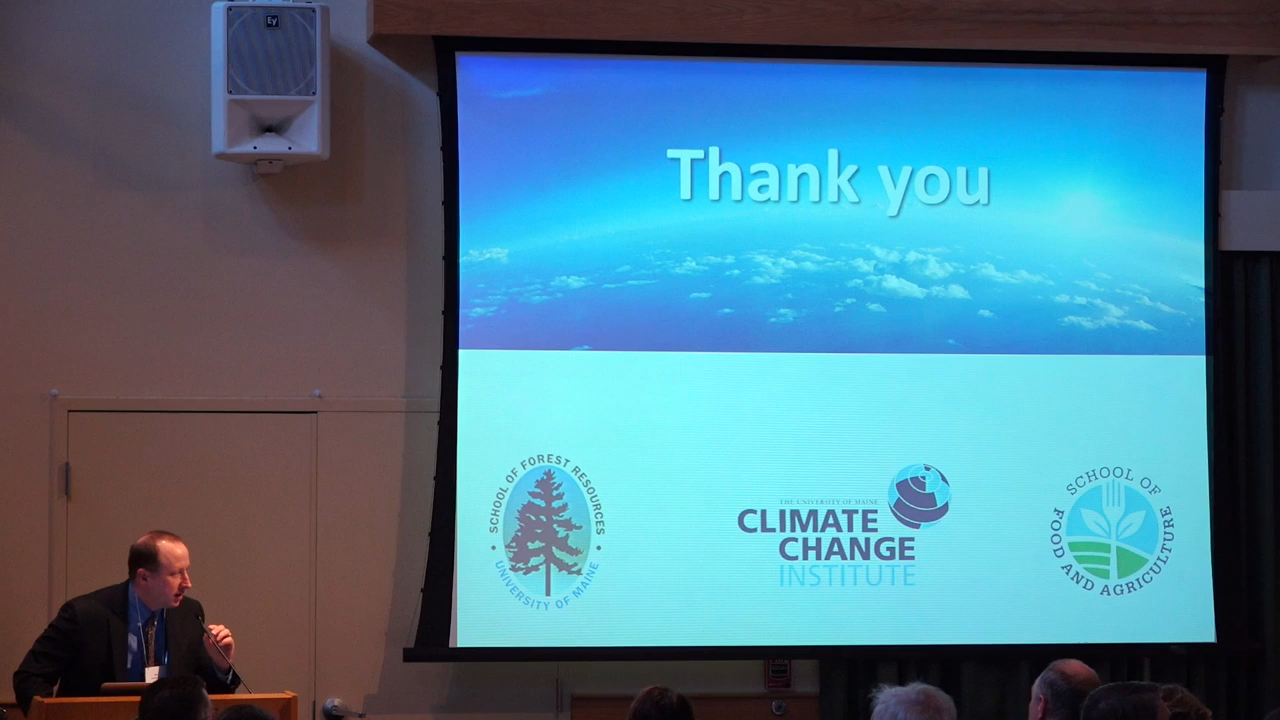 EV
Thank you
SCHOOL OF FOREST RESOURCES
UNIVERSITY OF MAINE
THE UNIVERSITY OF MAINE
CLIMATE
CHANGE
INSTITUTE
SCHOOL OF
FOOD AND AGRICULTURE